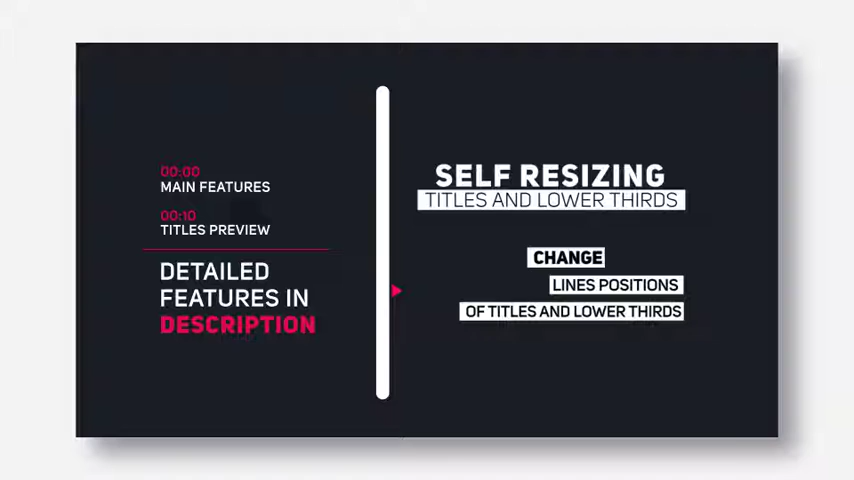 00:00
MAIN FEATURES
00:10
TITLES PREVIEW
DETAILED
FEATURES IN
DESCRIPTION
SELF RESIZING
TITLES AND LOWER THIRDS
CHANGE
LINES POSITIONS
OF TITLES AND LOWER THIRDS